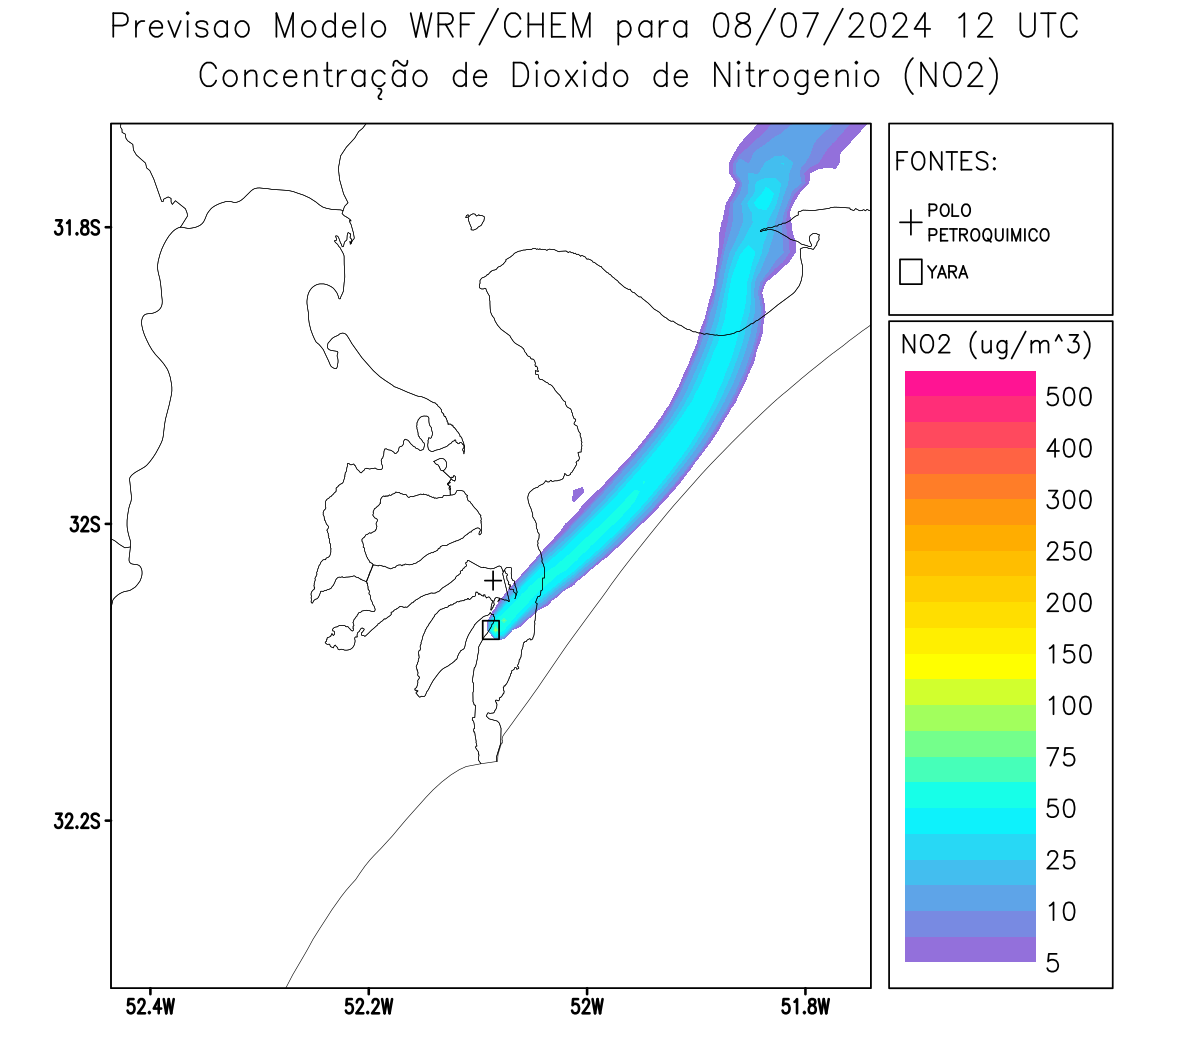 Previsao Modelo WRF/CHEM para 08/07/2024 12 UTC
Concentração de Dioxido de Nitrogenio (NO2)
FONTES:
POLO
PETROQUIMICO
YARA
NO2 (ug/m^3)
500
400
300
250
200
150
100
75
50
25
10
5
31.8S
32S
32.2S
52.4W
52.2W
52W
51.8W